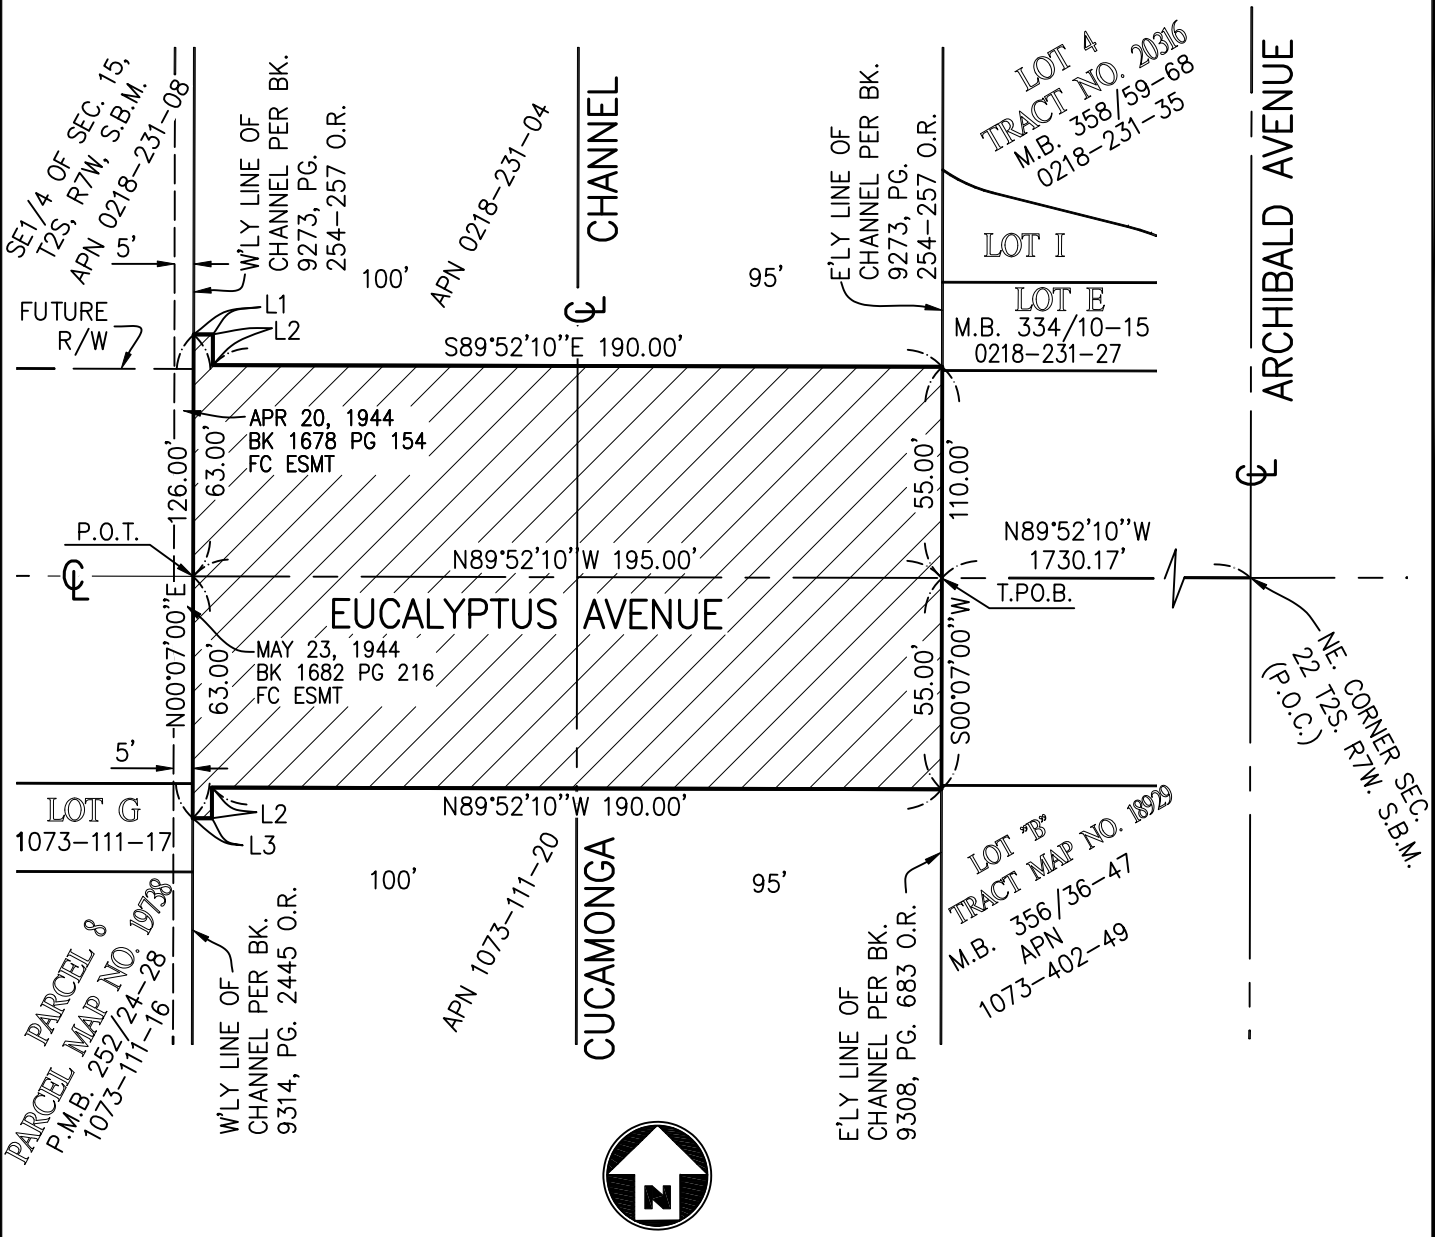 SE1/4 OF SEC. 15,
T2S, R7W, S.B.M.
APN 0218-231-08
5'
W'LY LINE OF
CHANNEL PER BK.
9273, PG.
254-257 O.R.
100'
APN 0218-231-04
CHANNEL
℄
95'
E'LY LINE OF
CHANNEL PER BK.
9273, PG.
254-257 O.R.
LOT 4
TRACT NO. 20316
M.B. 358/59-68
0218-231-35
LOT I
LOT E
M.B. 334/10-15
0218-231-27
ARCHIBALD AVENUE
℄
FUTURE
R/W
L1
L2
S89°52'10"E 190.00'
APR 20, 1944
BK 1678 PG 154
FC ESMT
126.00'
63.00'
55.00'
110.00'
P.O.T.
℄
N89°52'10"W 195.00'
N89°52'10"W
1730.17'
T.PO.B.
EUCALYPTUS AVENUE
N00°07'00"E
63.00'
MAY 23, 1944
BK 1682 PG 216
FC ESMT
55.00'
S00°07'00"W
NE. CORNER SEC.
22 T2S. R7W. S.B.M.
(P.O.C.)
5'
LOT G
1073-111-17
L2
L3
N89°52'10"W 190.00'
100'
APN 1073-111-20
CUCAMONGA
95'
LOT "B"
TRACT MAP NO. 18929
M.B. 356/36-47
APN
1073-402-49
PARCEL 8
PARCEL MAP NO. 19738
P.M.B. 252/24-28
1073-111-16
W'LY LINE OF
CHANNEL PER BK.
9314, PG. 2445 O.R.
E'LY LINE OF
CHANNEL PER BK.
9308, PG. 683 O.R.
N